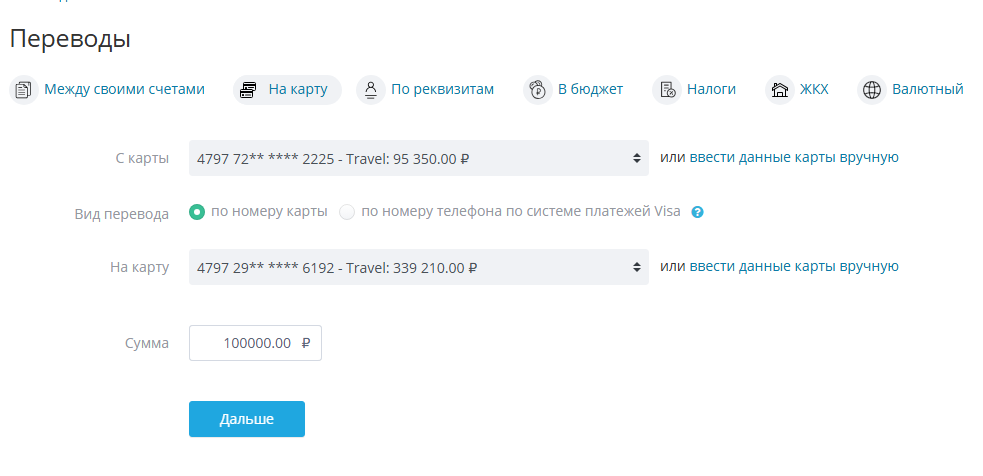 Переводы
Между своими счетами На карту По реквизитам В бюджет Налоги ЖКХ Валютный
С карты 4797 72** **** 2225 - Travel: 95 350.00 ₽ или ввести данные карты вручную
Вид перевода по номеру карты по номеру телефона по системе платежей Visa ?
На карту 4797 29** **** 6192 - Travel: 339 210.00 ₽ или ввести данные карты вручную
Сумма 100000.00 ₽
Дальше